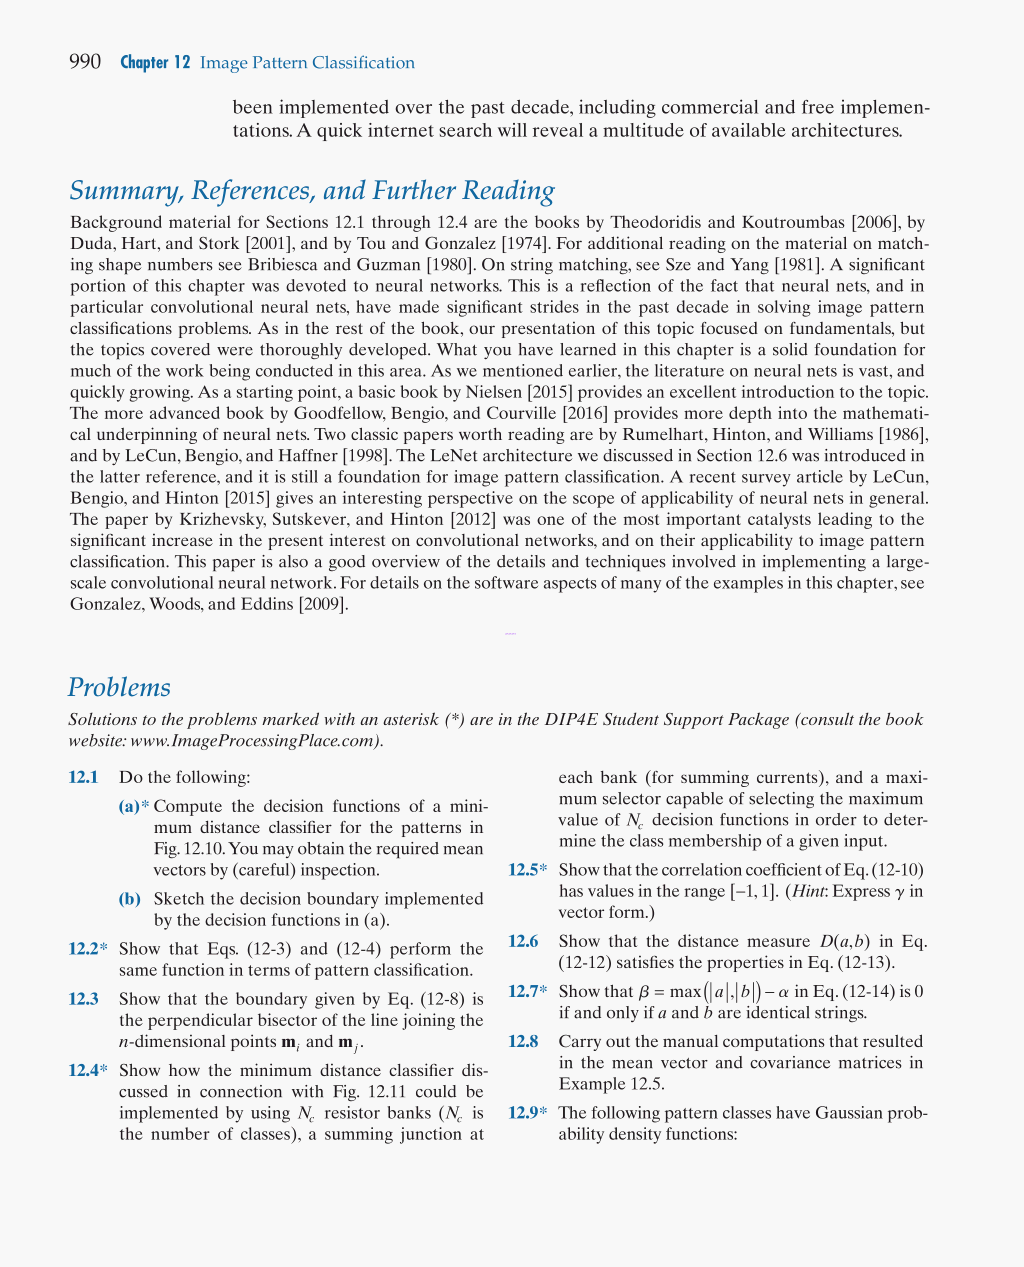 990 Chapter 12 Image Pattern Classification
been implemented over the past decade, including commercial and free implemen-
tations. A quick internet search will reveal a multitude of available architectures.
Summary, References, and Further Reading
Background material for Sections 12.1 through 12.4 are the books by Theodoridis and Koutroumbas [2006], by
Duda, Hart, and Stork [2001], and by Tou and Gonzalez [1974]. For additional reading on the material on match-
ing shape numbers see Bribiesca and Guzman [1980]. On string matching, see Sze and Yang [1981]. A significant
portion of this chapter was devoted to neural networks. This is a reflection of the fact that neural nets, and in
particular convolutional neural nets, have made significant strides in the past decade in solving image pattern
classifications problems. As in the rest of the book, our presentation of this topic focused on fundamentals, but
the topics covered were thoroughly developed. What you have learned in this chapter is a solid foundation for
much of the work being conducted in this area. As we mentioned earlier, the literature on neural nets is vast, and
quickly growing. As a starting point, a basic book by Nielsen [2015] provides an excellent introduction to the topic.
The more advanced book by Goodfellow, Bengio, and Courville [2016] provides more depth into the mathemati-
cal underpinning of neural nets. Two classic papers worth reading are by Rumelhart, Hinton, and Williams [1986],
and by LeCun, Bengio, and Haffner [1998]. The LeNet architecture we discussed in Section 12.6 was introduced in
the latter reference, and it is still a foundation for image pattern classification. A recent survey article by LeCun,
Bengio, and Hinton [2015] gives an interesting perspective on the scope of applicability of neural nets in general.
The paper by Krizhevsky, Sutskever, and Hinton [2012] was one of the most important catalysts leading to the
significant increase in the present interest on convolutional networks, and on their applicability to image pattern
classification. This paper is also a good overview of the details and techniques involved in implementing a large-
scale convolutional neural network. For details on the software aspects of many of the examples in this chapter, see
Gonzalez, Woods, and Eddins [2009].
Problems
Solutions to the problems marked with an asterisk (*) are in the DIP4E Student Support Package (consult the book
website: www.ImageProcessingPlace.com).
12.1 Do the following:
(a)* Compute the decision functions of a mini-
mum distance classifier for the patterns in
Fig. 12.10. You may obtain the required mean
vectors by (careful) inspection.
(b) Sketch the decision boundary implemented
by the decision functions in (a).
12.2* Show that Eqs. (12-3) and (12-4) perform the
same function in terms of pattern classification.
12.3 Show that the boundary given by Eq. (12-8) is
the perpendicular bisector of the line joining the
n-dimensional points m_i and m_j.
12.4* Show how the minimum distance classifier dis-
cussed in connection with Fig. 12.11 could be
implemented by using N_c resistor banks (N_c is
the number of classes), a summing junction at
each bank (for summing currents), and a maxi-
mum selector capable of selecting the maximum
value of N_c decision functions in order to deter-
mine the class membership of a given input.
12.5* Show that the correlation coefficient of Eq. (12-10)
has values in the range [−1, 1]. (Hint: Express γ in
vector form.)
12.6 Show that the distance measure D(a,b) in Eq.
(12-12) satisfies the properties in Eq. (12-13).
12.7* Show that β = max(|a|,|b|) − α in Eq. (12-14) is 0
if and only if a and b are identical strings.
12.8 Carry out the manual computations that resulted
in the mean vector and covariance matrices in
Example 12.5.
12.9* The following pattern classes have Gaussian prob-
ability density functions: